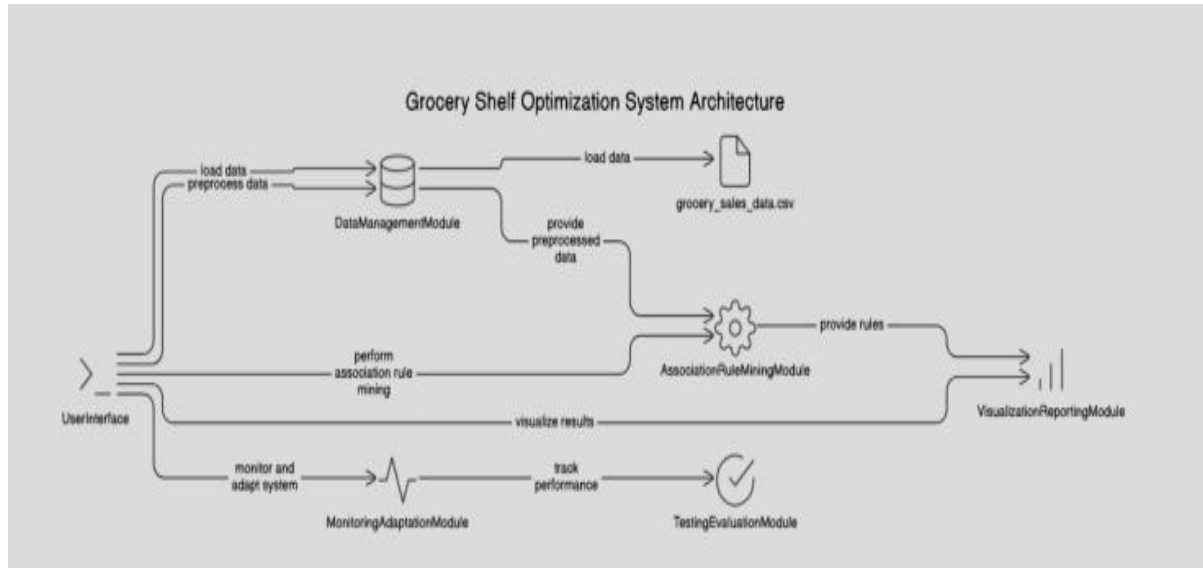 Grocery Shelf Optimization System Architecture
load data
preprocess data
DataManagementModule
load data
grocery_sales_data.csv
provide
preprocessed
data
perform
association rule
mining
AssociationRuleMiningModule
provide rules
VisualizationReportingModule
UserInterface
visualize results
monitor and
adapt system
MonitoringAdaptationModule
track
performance
TestingEvaluationModule